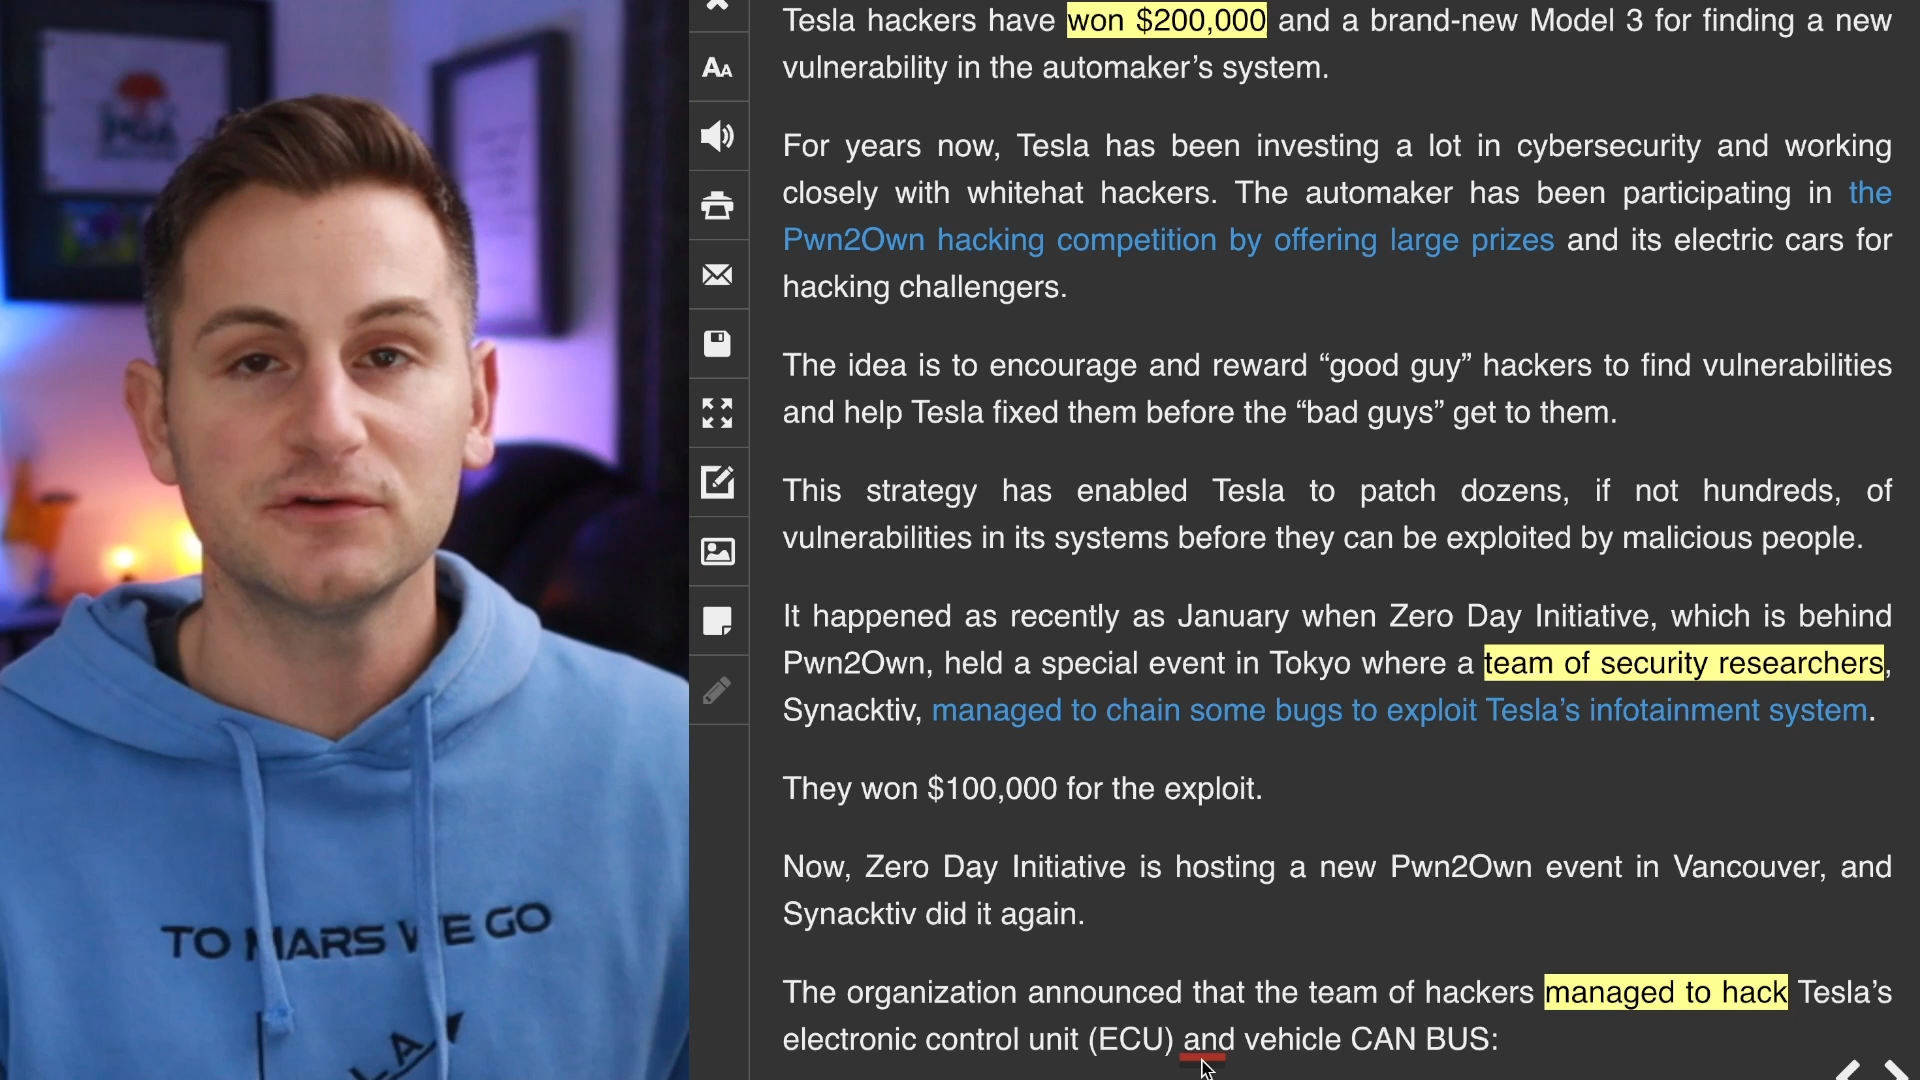 PGA
TO MARS WE GO
LA
AA
Tesla hackers have won $200,000 and a brand-new Model 3 for finding a new
vulnerability in the automaker’s system.
For years now, Tesla has been investing a lot in cybersecurity and working
closely with whitehat hackers. The automaker has been participating in the
Pwn2Own hacking competition by offering large prizes and its electric cars for
hacking challengers.
The idea is to encourage and reward “good guy” hackers to find vulnerabilities
and help Tesla fixed them before the “bad guys” get to them.
This strategy has enabled Tesla to patch dozens, if not hundreds, of
vulnerabilities in its systems before they can be exploited by malicious people.
It happened as recently as January when Zero Day Initiative, which is behind
Pwn2Own, held a special event in Tokyo where a team of security researchers,
Synacktiv, managed to chain some bugs to exploit Tesla’s infotainment system.
They won $100,000 for the exploit.
Now, Zero Day Initiative is hosting a new Pwn2Own event in Vancouver, and
Synacktiv did it again.
The organization announced that the team of hackers managed to hack Tesla’s
electronic control unit (ECU) and vehicle CAN BUS: